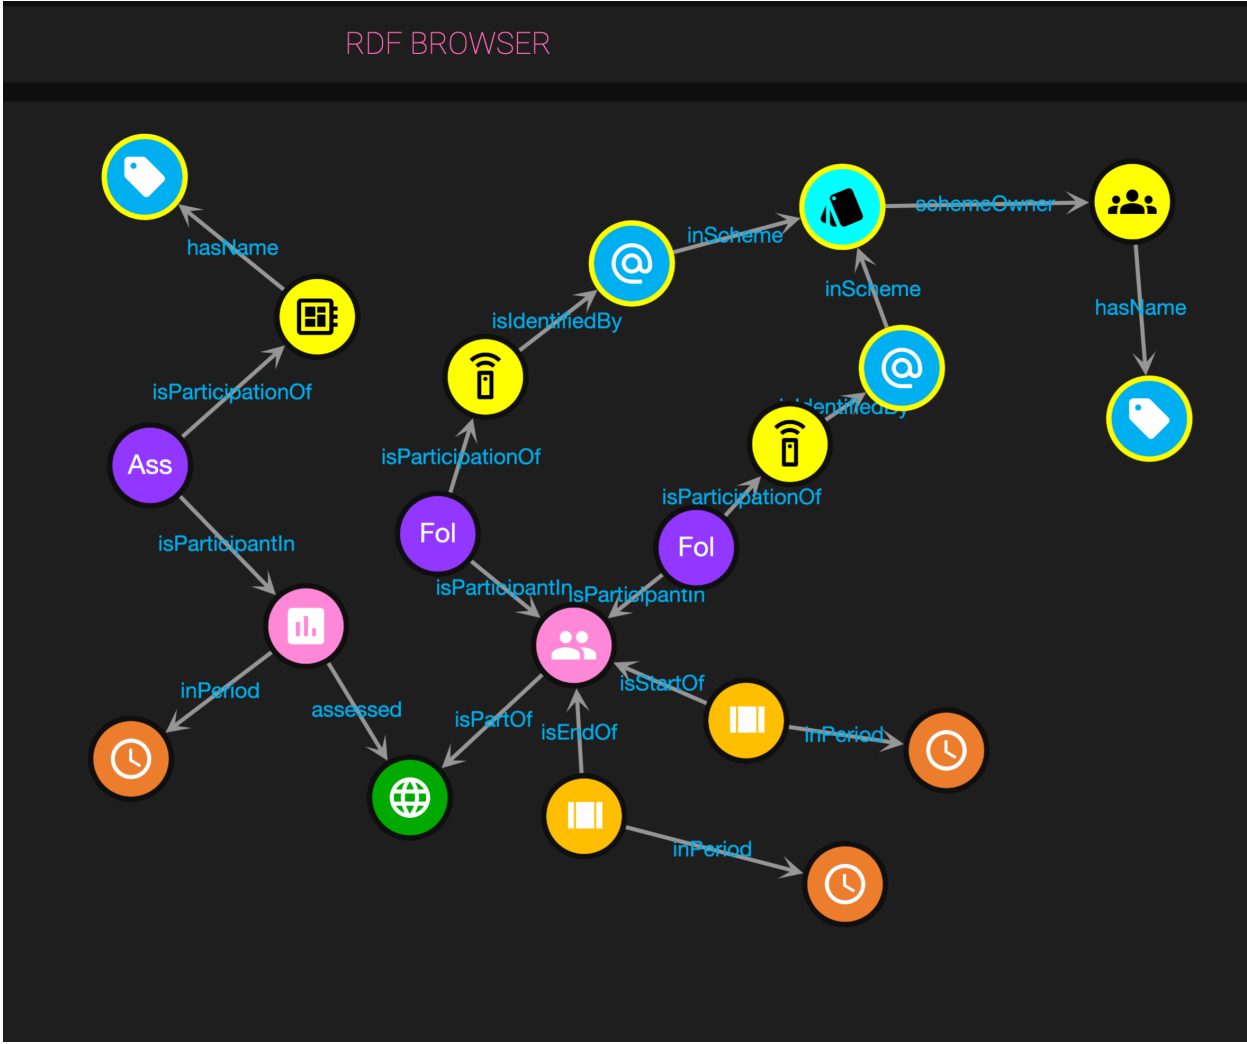 RDF BROWSER
schemeOwner
inScheme
hasName
inScheme
hasName
isIdentifiedBy
isParticipationOf
isIdentifiedBy
isParticipationOf
Ass
isParticipationOf
Fol
Fol
isParticipantIn
isParticipantIn
isParticipantIn
isStartOf
inPeriod
assessed
isPartOf
isEndOf
inPeriod
inPeriod